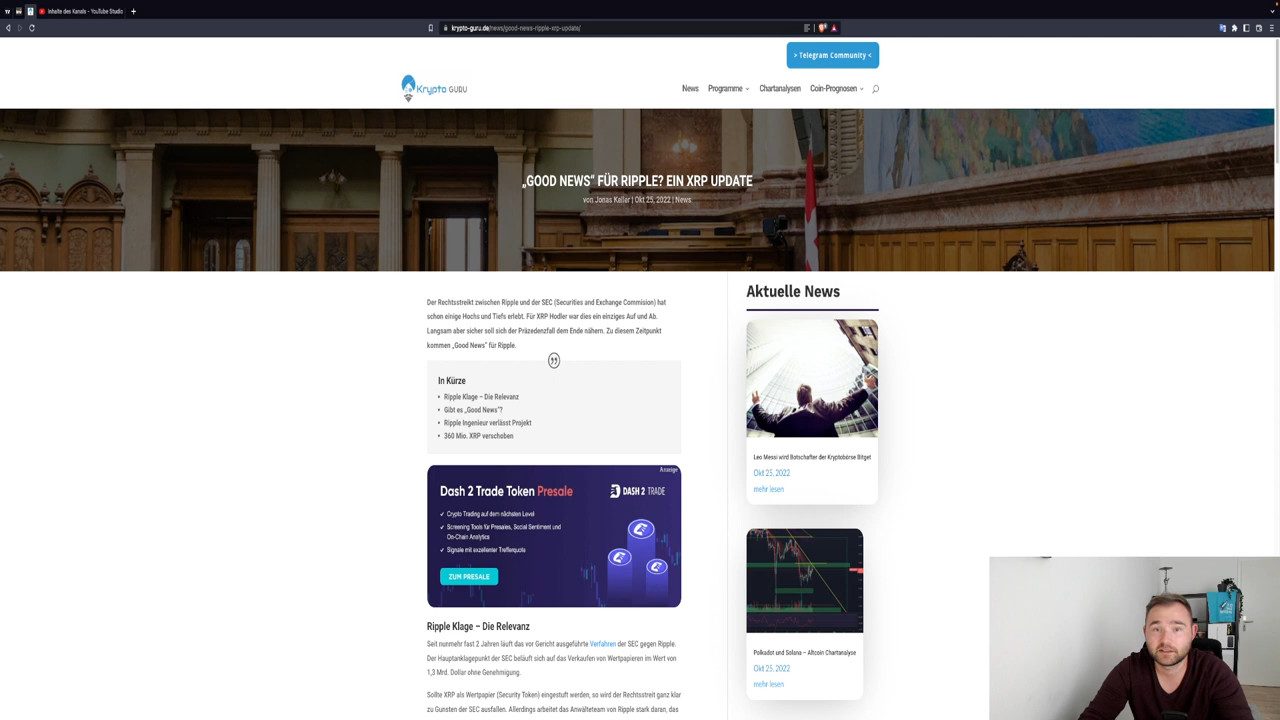 Inhalte des Kanals - YouTube Studio
krypto-guru.de/news/good-news-ripple-xrp-update/
> Telegram Community <
Krypto GURU
News
Programme
Chartanalysen
Coin-Prognosen
„GOOD NEWS“ FÜR RIPPLE? EIN XRP UPDATE
von Jonas Keller | Okt 25, 2022 | News
Der Rechtsstreikt zwischen Ripple und der SEC (Securities and Exchange Commision) hat
schon einige Hochs und Tiefs erlebt. Für XRP Hodler war dies ein einziges Auf und Ab.
Langsam aber sicher soll sich der Präzedenzfall dem Ende nähern. Zu diesem Zeitpunkt
kommen „Good News“ für Ripple.
In Kürze
• Ripple Klage – Die Relevanz
• Gibt es „Good News“?
• Ripple Ingenieur verlässt Projekt
• 360 Mio. XRP verschoben
Anzeige
Dash 2 Trade Token Presale
DASH 2 TRADE
✓ Crypto Trading auf dem nächsten Level
✓ Screening Tools für Presales, Social Sentiment und
On-Chain Analytics
✓ Signale mit exzellenter Trefferquote
ZUM PRESALE
Ripple Klage – Die Relevanz
Seit nunmehr fast 2 Jahren läuft das vor Gericht ausgeführte Verfahren der SEC gegen Ripple.
Der Hauptanklagepunkt der SEC beläuft sich auf das Verkaufen von Wertpapieren im Wert von
1,3 Mrd. Dollar ohne Genehmigung.
Sollte XRP als Wertpapier (Security Token) eingestuft werden, so wird der Rechtsstreit ganz klar
zu Gunsten der SEC ausfallen. Allerdings arbeitet das Anwälteteam von Ripple stark daran, das
Aktuelle News
Leo Messi wird Botschafter der Kryptobörse Bitget
Okt 25, 2022
mehr lesen
Polkadot und Solana – Altcoin Chartanalyse
Okt 25, 2022
mehr lesen